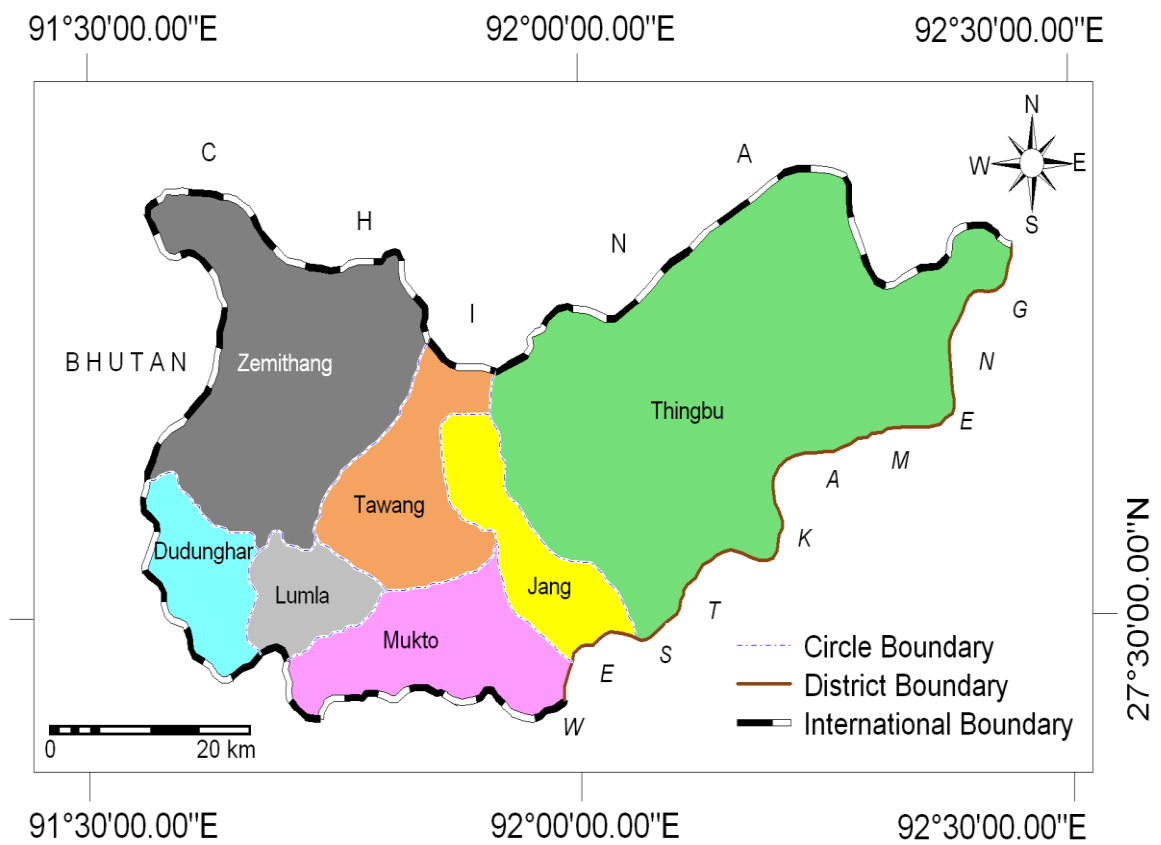 91°30'00.00"E 92°00'00.00"E 92°30'00.00"E
N
W E
S
C H I N A
BHUTAN
Zemithang
Thingbu
Tawang
Dudunghar
Lumla
Jang
Mukto
WEST KAMENG
27°30'00.00"N
Circle Boundary
District Boundary
International Boundary
0 20 km
91°30'00.00"E 92°00'00.00"E 92°30'00.00"E